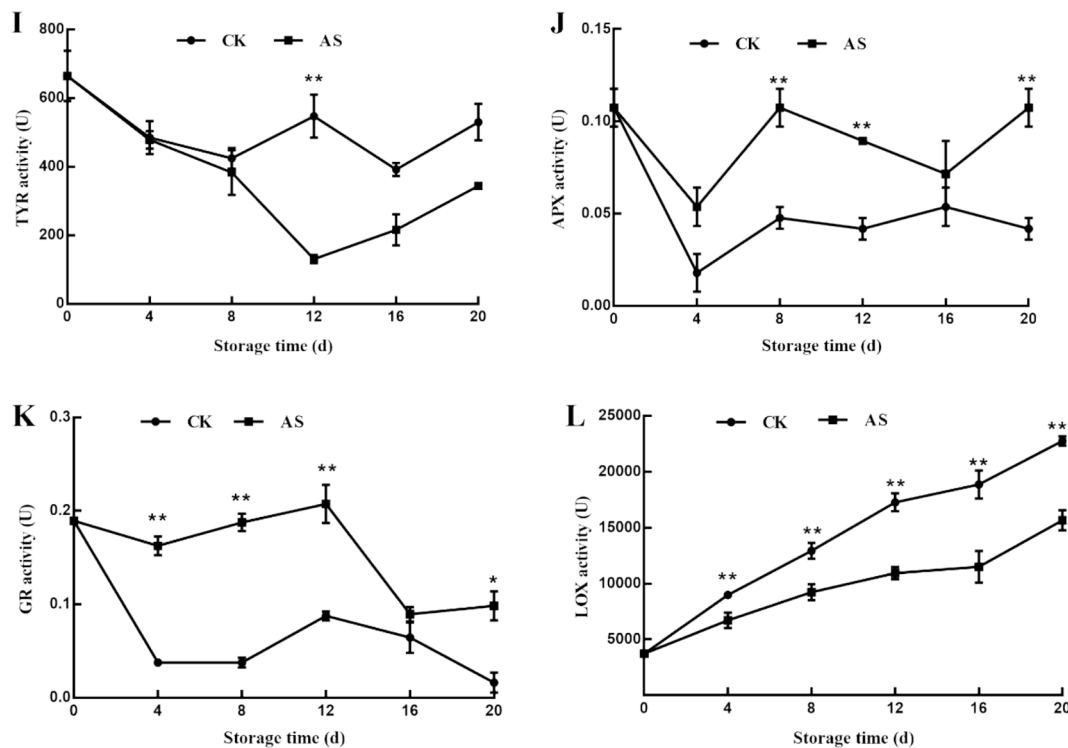 I
CK AS
TYR activity (U)
800
600
400
200
0
**
0 4 8 12 16 20
Storage time (d)
J
CK AS
APX activity (U)
0.15
0.10
0.05
0.00
** ** **
0 4 8 12 16 20
Storage time (d)
K
CK AS
GR activity (U)
0.3
0.2
0.1
0.0
** ** ** *
0 4 8 12 16 20
Storage time (d)
L
CK AS
LOX activity (U)
25000
20000
15000
10000
5000
** ** ** ** **
0 4 8 12 16 20
Storage time (d)